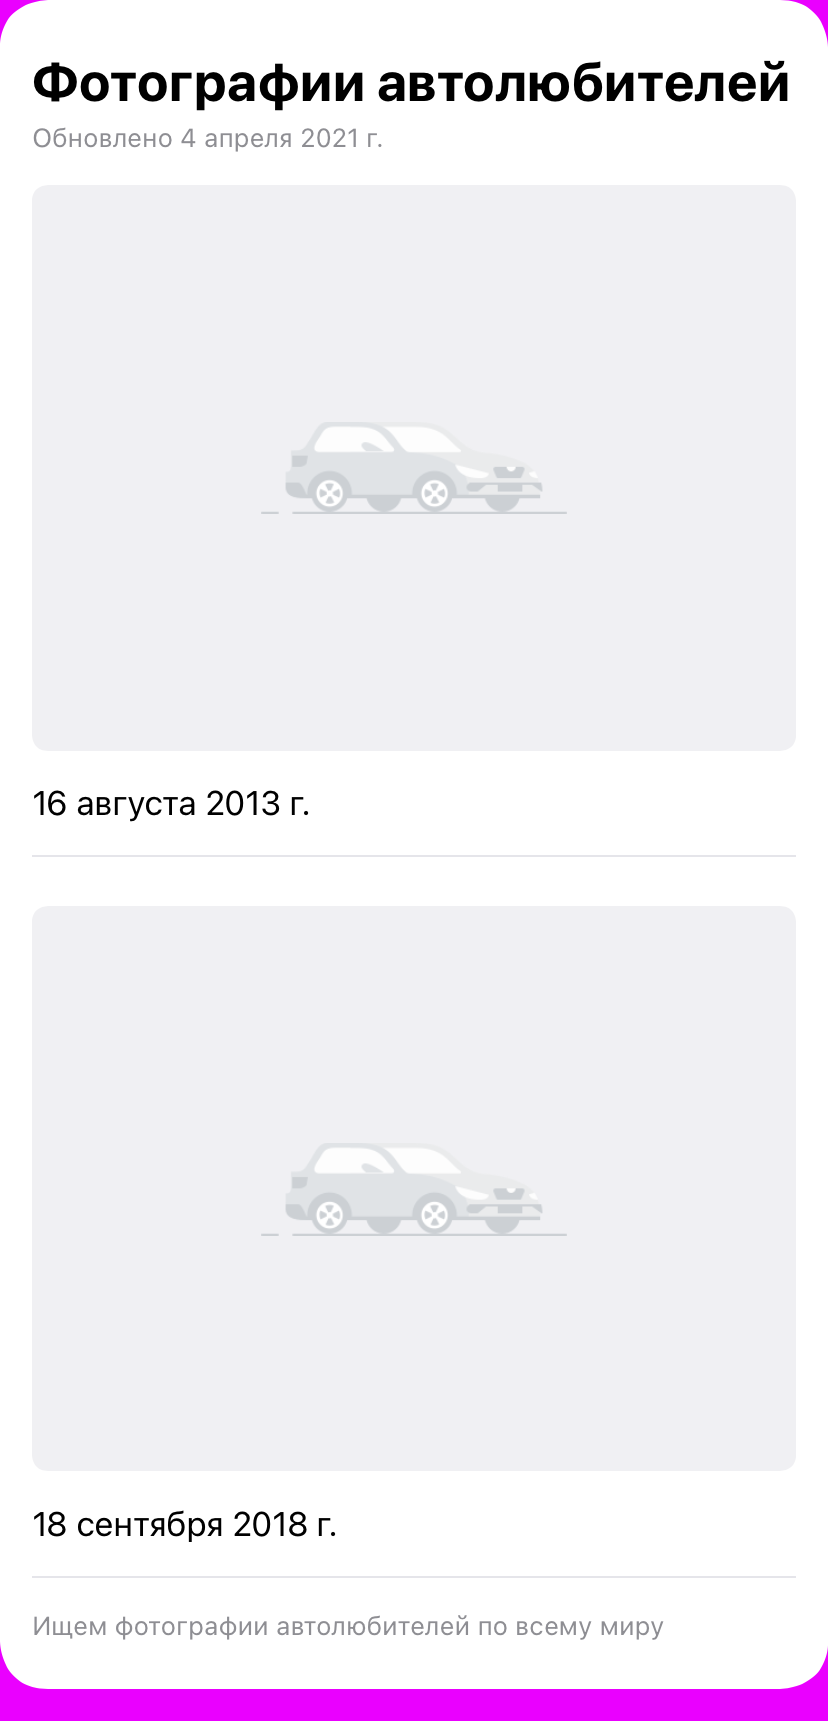 Фотографии автолюбителей
Обновлено 4 апреля 2021 г.
16 августа 2013 г.
18 сентября 2018 г.
Ищем фотографии автолюбителей по всему миру